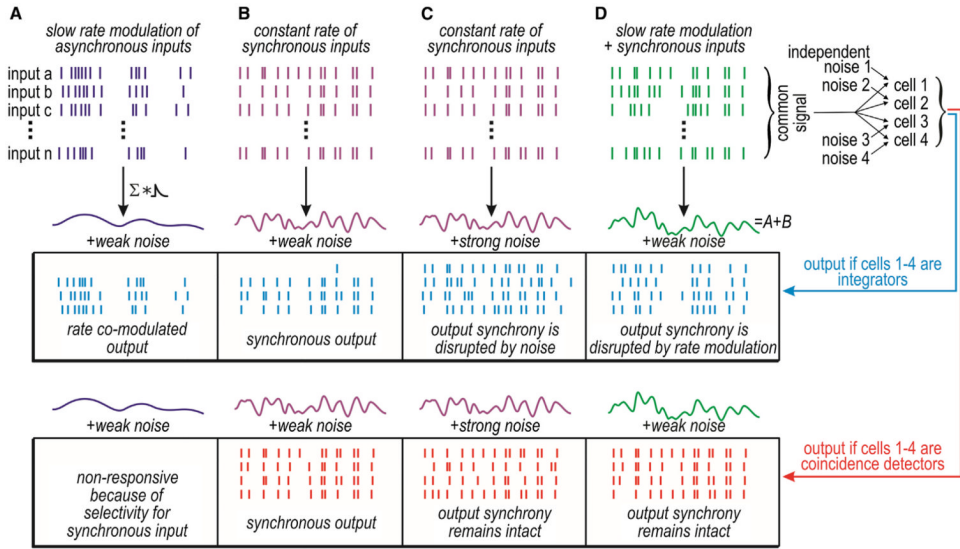 A
B
C
D
slow rate modulation of
asynchronous inputs
constant rate of
synchronous inputs
constant rate of
synchronous inputs
slow rate modulation
+ synchronous inputs
input a
input b
input c
input n
common
signal
independent
noise 1
noise 2
noise 3
noise 4
cell 1
cell 2
cell 3
cell 4
Σ *
=A+B
+weak noise
+weak noise
+strong noise
+weak noise
rate co-modulated
output
synchronous output
output synchrony is
disrupted by noise
output synchrony is
disrupted by rate modulation
output if cells 1-4 are
integrators
+weak noise
+weak noise
+strong noise
+weak noise
non-responsive
because of
selectivity for
synchronous input
synchronous output
output synchrony
remains intact
output synchrony
remains intact
output if cells 1-4 are
coincidence detectors